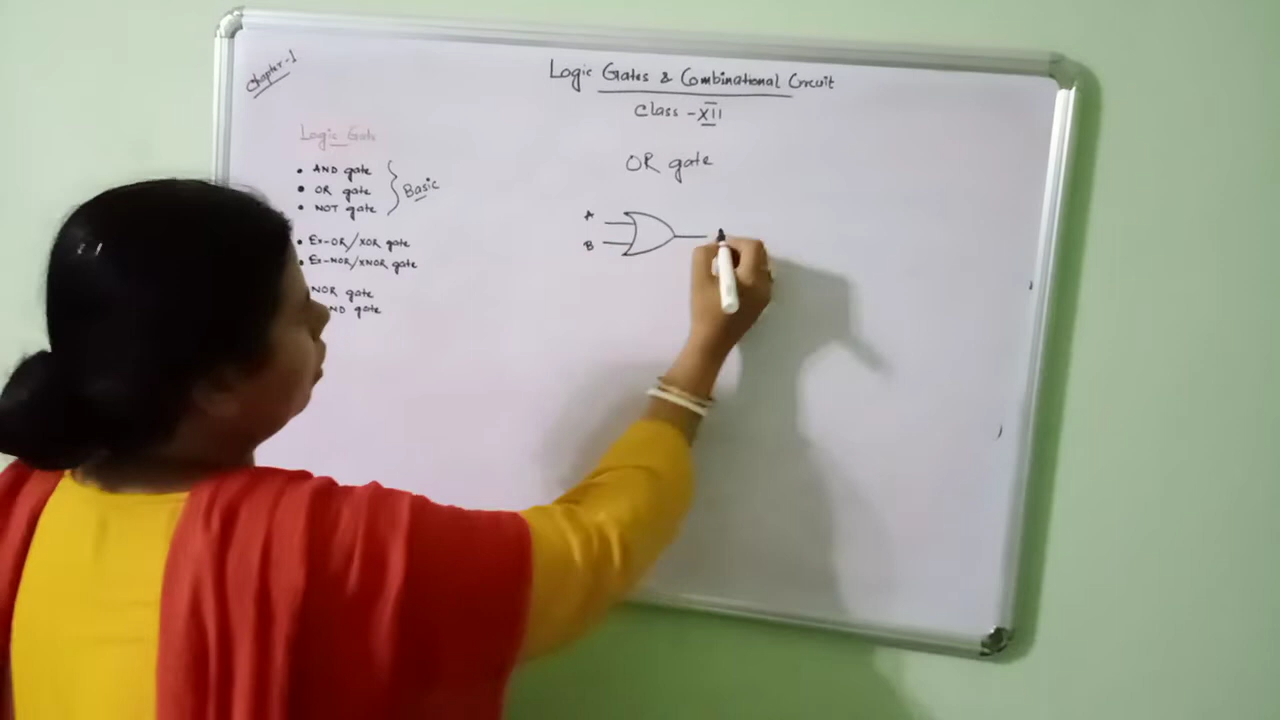 Chapter-1
Logic Gates & Combinational Circuit
Class - XII
Logic Gate
• AND gate
• OR gate
• NOT gate
Basic
• Ex-OR/XOR gate
• Ex-NOR/XNOR gate
NOR gate
ND gate
OR gate
A
B